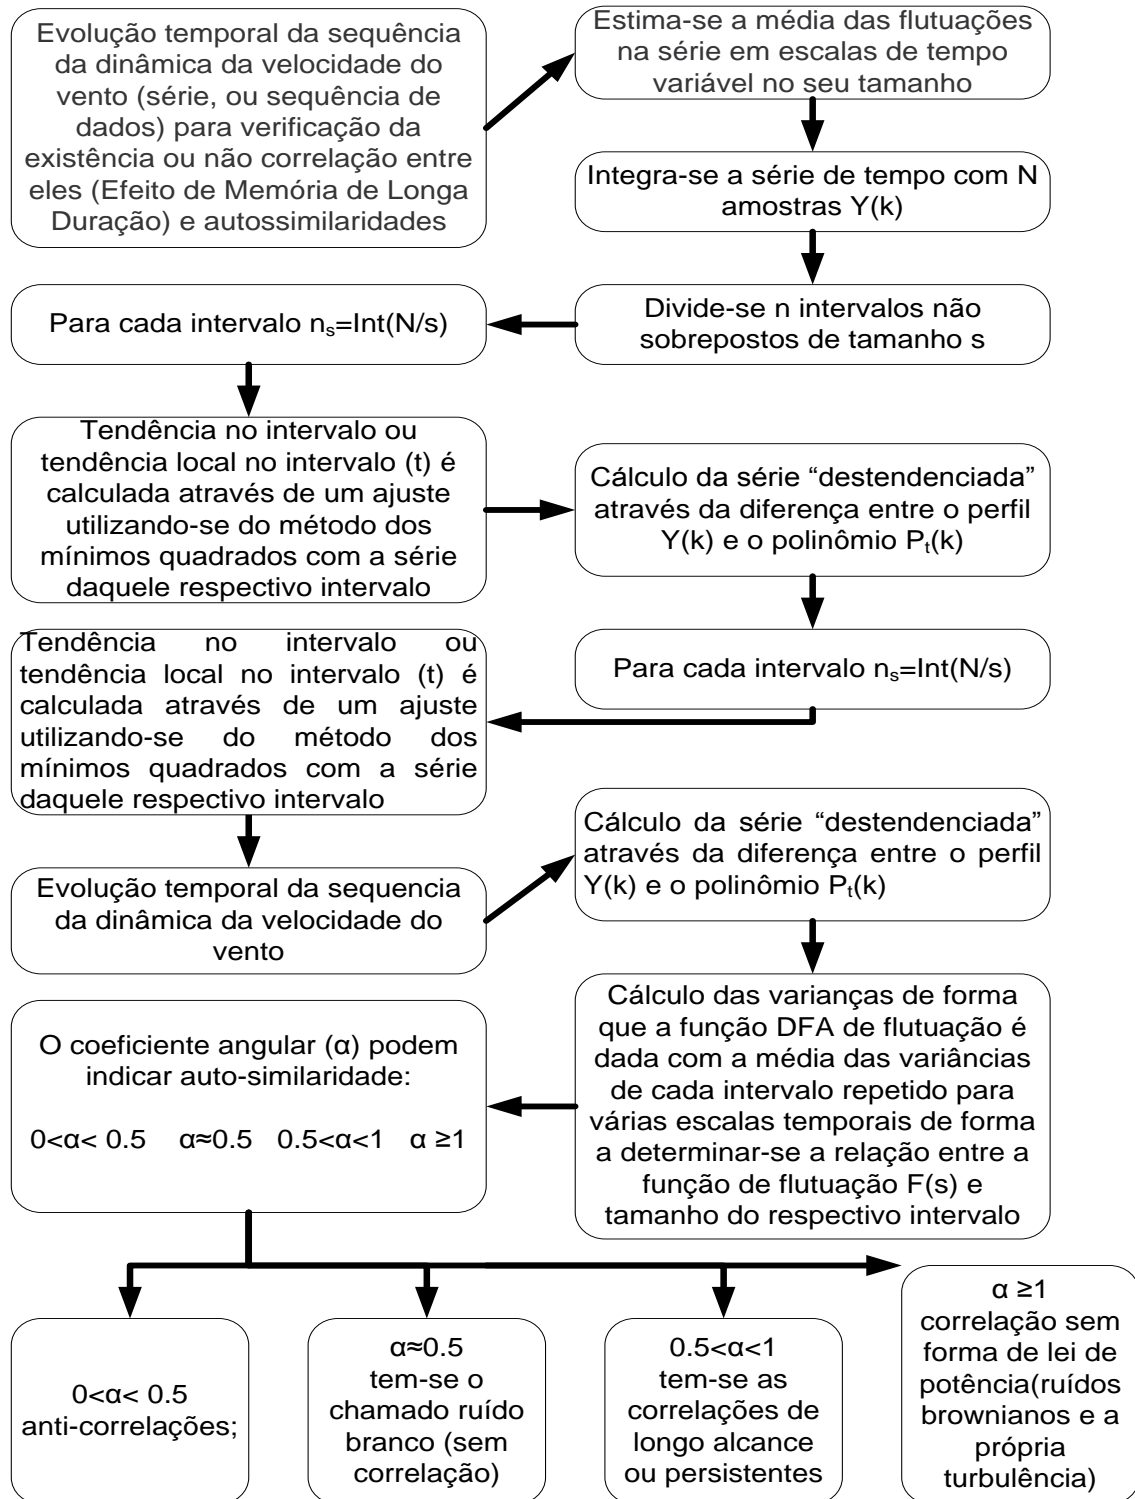 Evolução temporal da sequência
da dinâmica da velocidade do
vento (série, ou sequência de
dados) para verificação da
existência ou não correlação entre
eles (Efeito de Memória de Longa
Duração) e autossimilaridades
Estima-se a média das flutuações
na série em escalas de tempo
variável no seu tamanho
Integra-se a série de tempo com N
amostras Y(k)
Divide-se n intervalos não
sobrepostos de tamanho s
Para cada intervalo nₛ=Int(N/s)
Tendência no intervalo ou
tendência local no intervalo (t) é
calculada através de um ajuste
utilizando-se do método dos
mínimos quadrados com a série
daquele respectivo intervalo
Cálculo da série “destendenciada”
através da diferença entre o perfil
Y(k) e o polinômio Pₜ(k)
Para cada intervalo nₛ=Int(N/s)
Tendência no intervalo ou
tendência local no intervalo (t) é
calculada através de um ajuste
utilizando-se do método dos
mínimos quadrados com a série
daquele respectivo intervalo
Evolução temporal da sequencia
da dinâmica da velocidade do
vento
Cálculo da série “destendenciada”
através da diferença entre o perfil
Y(k) e o polinômio Pₜ(k)
Cálculo das varianças de forma
que a função DFA de flutuação é
dada com a média das variâncias
de cada intervalo repetido para
várias escalas temporais de forma
a determinar-se a relação entre a
função de flutuação F(s) e
tamanho do respectivo intervalo
O coeficiente angular (α) podem
indicar auto-similaridade:
0<α< 0.5 α≈0.5 0.5<α<1 α ≥1
0<α< 0.5
anti-correlações;
α≈0.5
tem-se o
chamado ruído
branco (sem
correlação)
0.5<α<1
tem-se as
correlações de
longo alcance
ou persistentes
α ≥1
correlação sem
forma de lei de
potência(ruídos
brownianos e a
própria
turbulência)